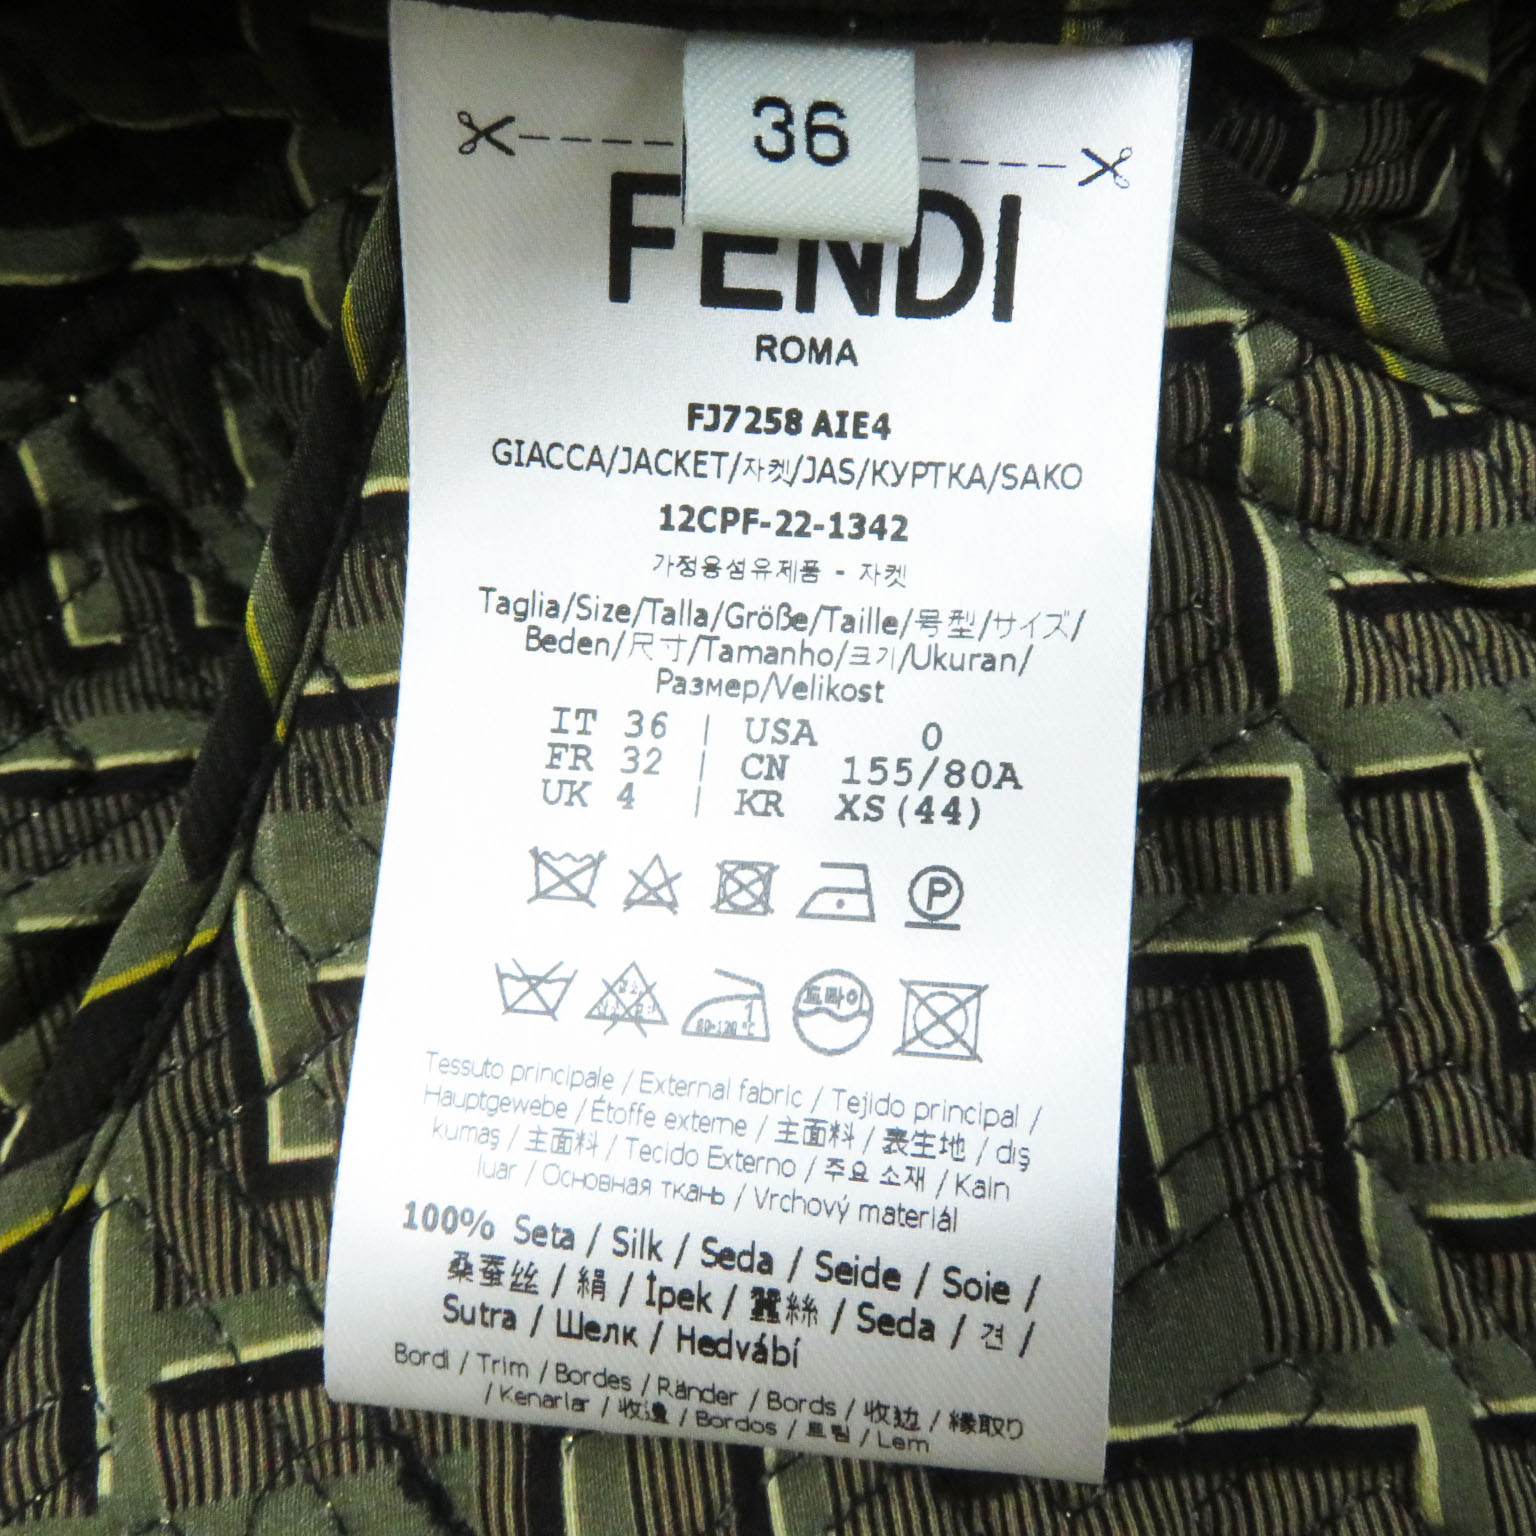 36
FENDI
ROMA
FJ7258 AIE4
GIACCA/JACKET/자켓/JAS/КУРТКА/SAKO
12CPF-22-1342
가정용섬유제품 - 자켓
Taglia/Size/Talla/Größe/Taille/号型/サイズ/
Beden/尺寸/Tamanho/크기/Ukuran/
Размер/Velikost
IT 36 | USA 0
FR 32 | CN 155/80A
UK 4 | KR XS(44)
P
드라이
Tessuto principale / External fabric / Tejido principal /
Hauptgewebe / Étoffe externe / 主面料 / 表生地 / dış
kumaş / 主面料 / Tecido Externo / 주요 소재 / Kain
luar / Основная ткань / Vrchový materiál
100% Seta / Silk / Seda / Seide / Soie /
桑蚕丝 / 絹 / İpek / 蠶絲 / Seda / 견 /
Sutra / Шелк / Hedvábí
Bordi / Trim / Bordes / Ränder / Bords / 收边 / 縁取り
/ Kenarlar / 收邊 / Bordos / 트림 / Lem